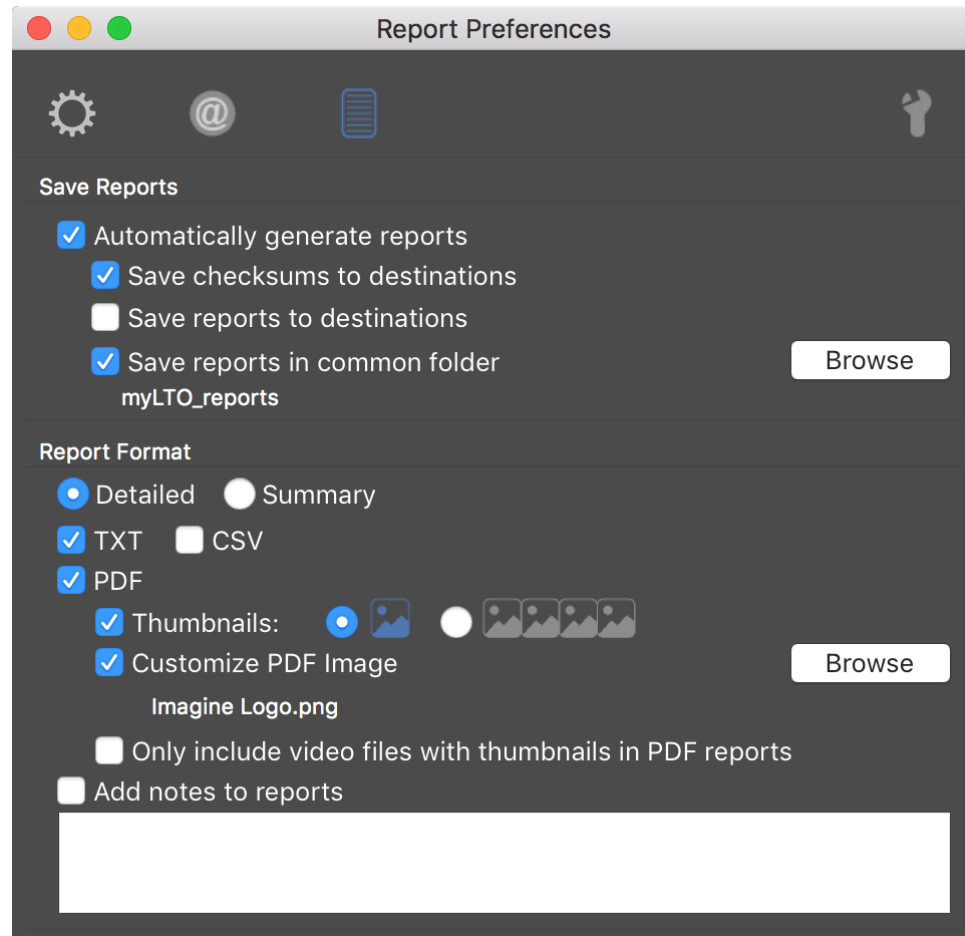 Report Preferences
@
Save Reports
Automatically generate reports
Save checksums to destinations
Save reports to destinations
Save reports in common folder Browse
myLTO_reports
Report Format
Detailed Summary
TXT CSV
PDF
Thumbnails:
Customize PDF Image Browse
Imagine Logo.png
Only include video files with thumbnails in PDF reports
Add notes to reports